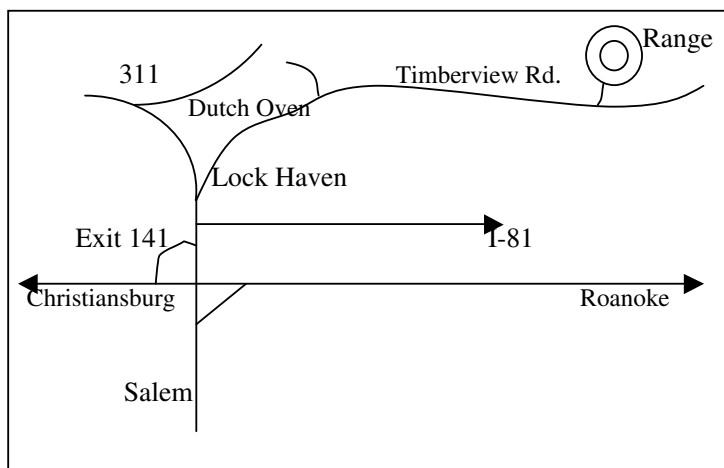 Range
311
Timberview Rd.
Dutch Oven
Lock Haven
Exit 141
I-81
Christiansburg
Roanoke
Salem